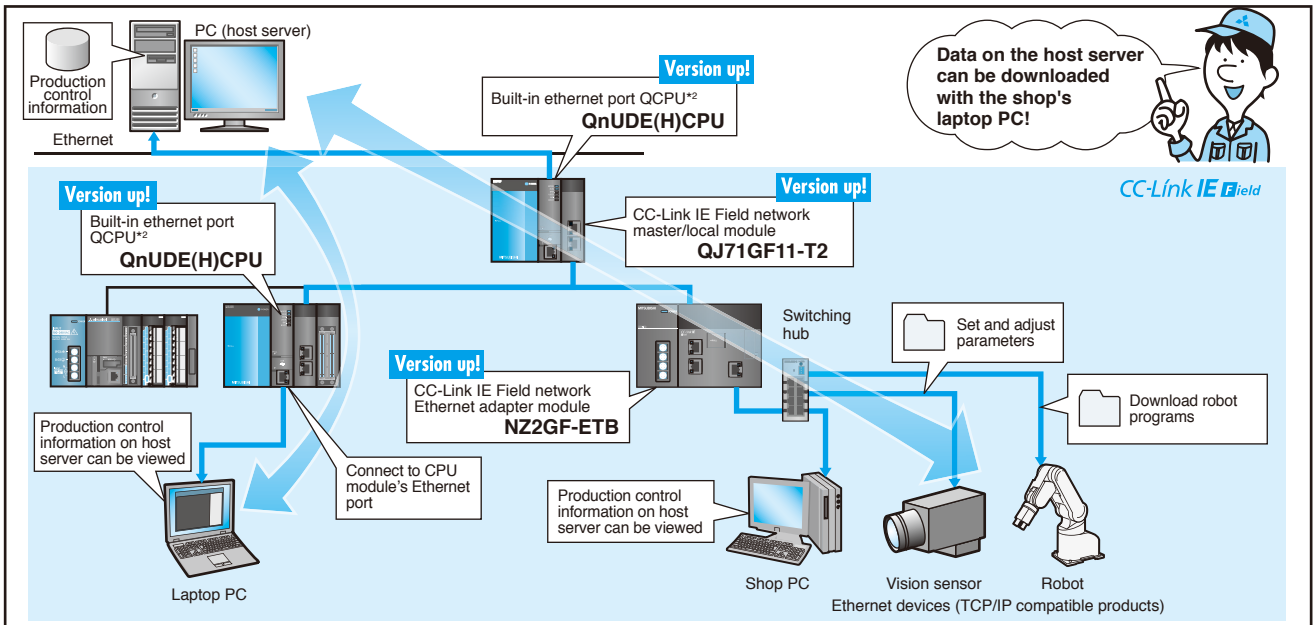 PC (host server)
Production
control
information
Ethernet
Version up!
Built-in ethernet port QCPU*2
QnUDE(H)CPU
Data on the host server
can be downloaded
with the shop's
laptop PC!
CC-Link IE Field
Version up!
Built-in ethernet port
QCPU*2
QnUDE(H)CPU
Version up!
CC-Link IE Field network
master/local module
QJ71GF11-T2
Switching
hub
Set and adjust
parameters
Version up!
CC-Link IE Field network
Ethernet adapter module
NZ2GF-ETB
Download robot
programs
Production control
information on host
server can be viewed
Connect to CPU
module's Ethernet
port
Production control
information on host
server can be viewed
Laptop PC
Shop PC
Vision sensor
Robot
Ethernet devices (TCP/IP compatible products)